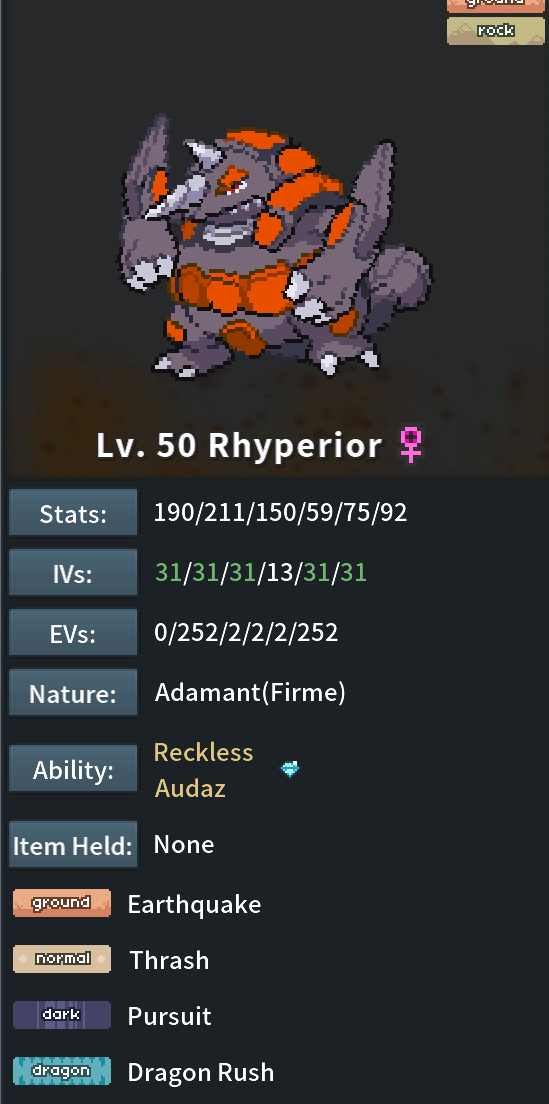 ground
rock
Lv. 50 Rhyperior ♀
Stats: 190/211/150/59/75/92
IVs: 31/31/31/13/31/31
EVs: 0/252/2/2/2/252
Nature: Adamant(Firme)
Ability: Reckless
Audaz
Item Held: None
ground Earthquake
normal Thrash
dark Pursuit
dragon Dragon Rush